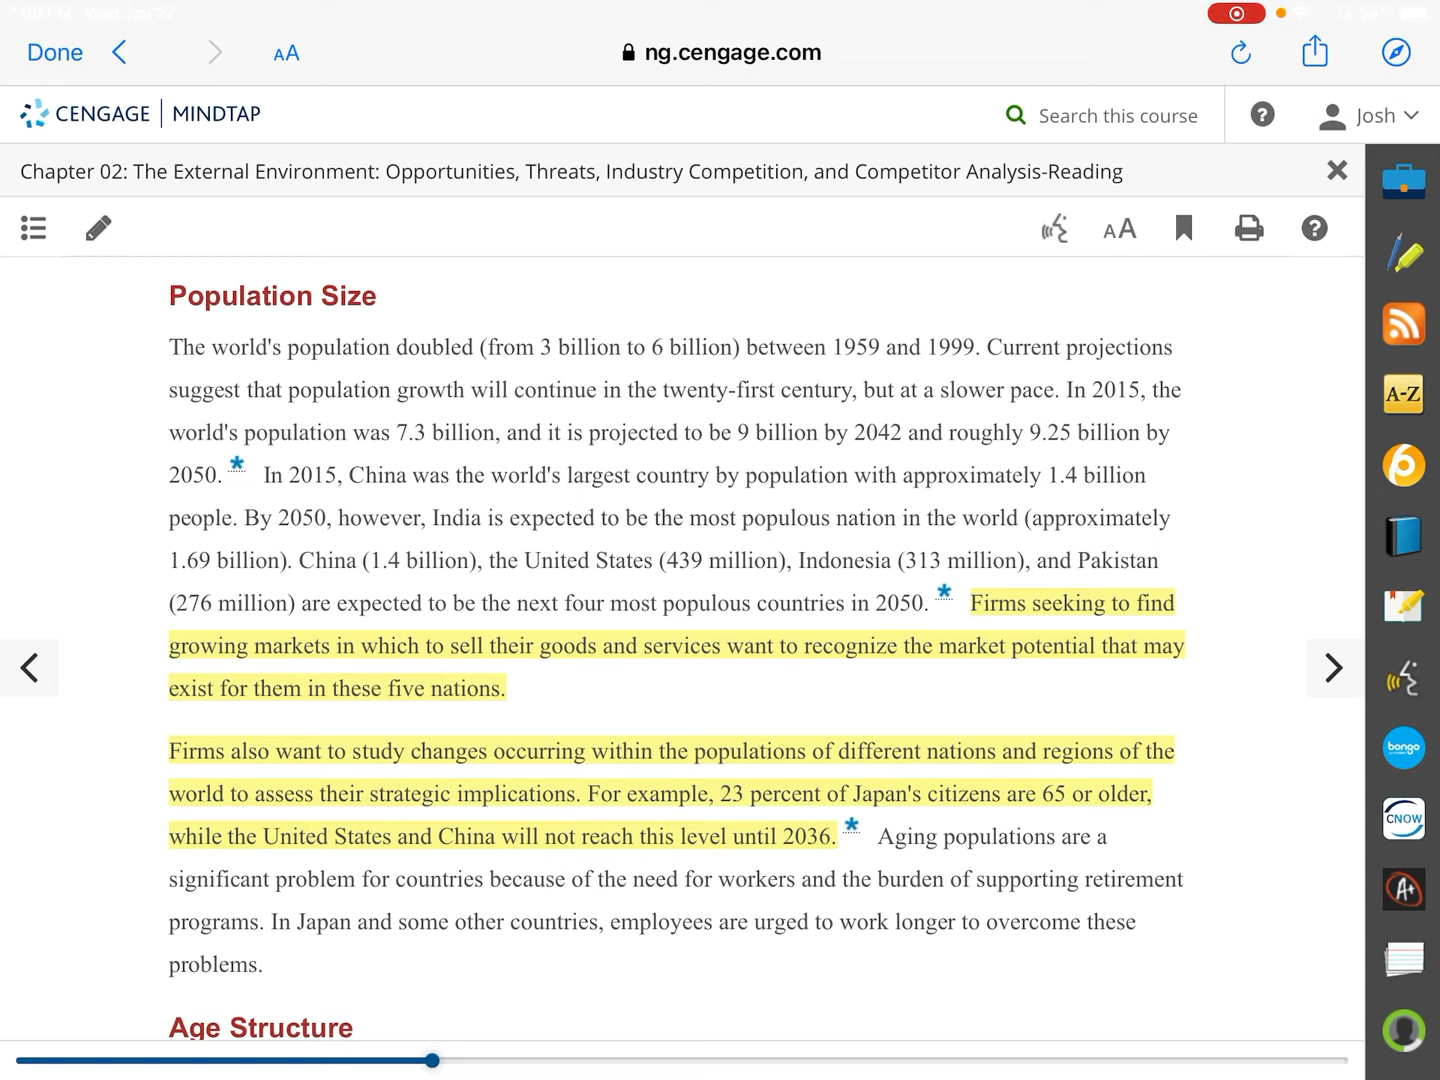 7:08 PM Wed Jan 27
Done
AA
ng.cengage.com
CENGAGE | MINDTAP
Search this course
?
Josh
Chapter 02: The External Environment: Opportunities, Threats, Industry Competition, and Competitor Analysis-Reading
AA
?
Population Size
The world's population doubled (from 3 billion to 6 billion) between 1959 and 1999. Current projections
suggest that population growth will continue in the twenty-first century, but at a slower pace. In 2015, the
world's population was 7.3 billion, and it is projected to be 9 billion by 2042 and roughly 9.25 billion by
2050. * In 2015, China was the world's largest country by population with approximately 1.4 billion
people. By 2050, however, India is expected to be the most populous nation in the world (approximately
1.69 billion). China (1.4 billion), the United States (439 million), Indonesia (313 million), and Pakistan
(276 million) are expected to be the next four most populous countries in 2050. * Firms seeking to find
growing markets in which to sell their goods and services want to recognize the market potential that may
exist for them in these five nations.
Firms also want to study changes occurring within the populations of different nations and regions of the
world to assess their strategic implications. For example, 23 percent of Japan's citizens are 65 or older,
while the United States and China will not reach this level until 2036. * Aging populations are a
significant problem for countries because of the need for workers and the burden of supporting retirement
programs. In Japan and some other countries, employees are urged to work longer to overcome these
problems.
Age Structure
A-Z
bongo
CNOW
A+